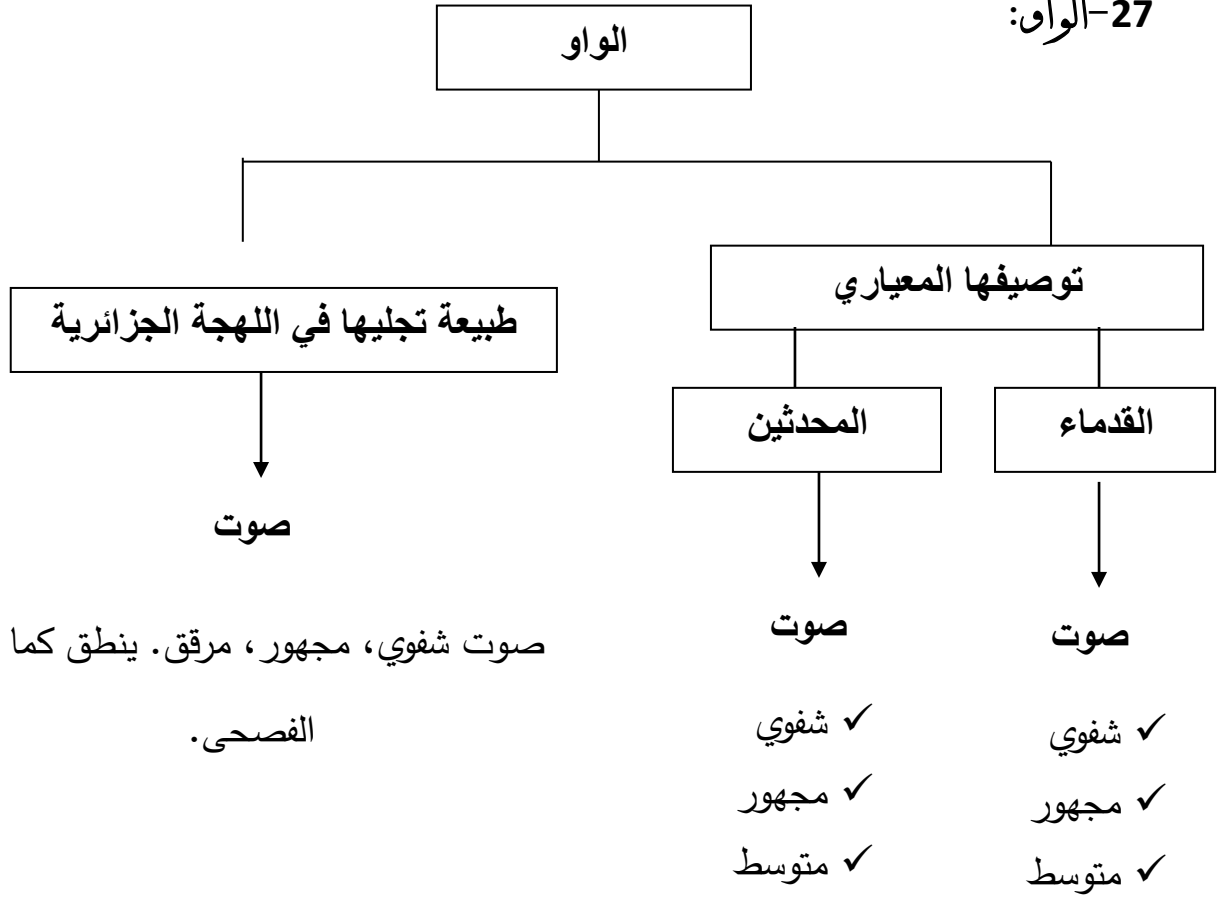 27-الواو:
الواو
توصيفها المعياري
طبيعة تجليها في اللهجة الجزائرية
القدماء
المحدثين
صوت
✓ شفوي
✓ مجهور
✓ متوسط
صوت
✓ شفوي
✓ مجهور
✓ متوسط
صوت
صوت شفوي، مجهور، مرقق. ينطق كما
الفصحى.